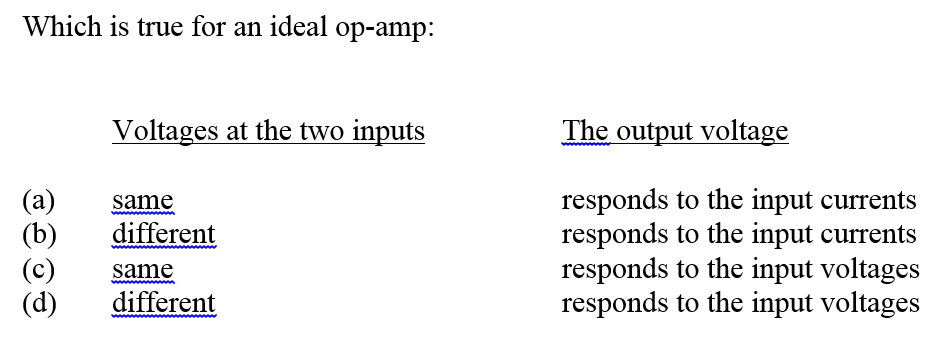 Which is true for an ideal op-amp:
Voltages at the two inputs The output voltage
(a) same responds to the input currents
(b) different responds to the input currents
(c) same responds to the input voltages
(d) different responds to the input voltages